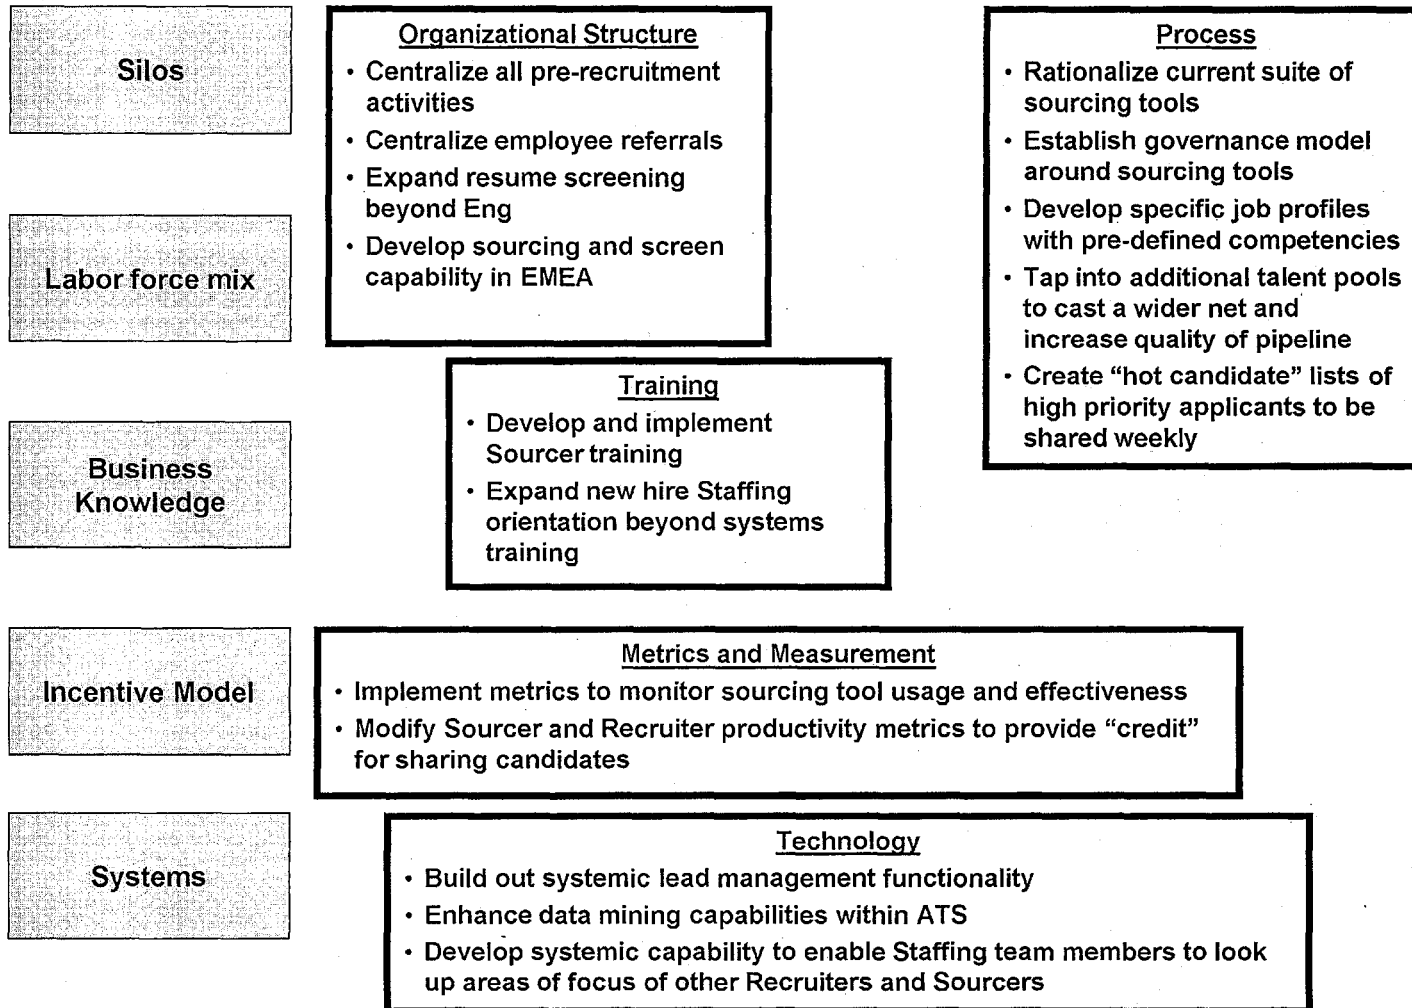 Silos
Labor force mix
Business
Knowledge
Incentive Model
Systems
Organizational Structure
• Centralize all pre-recruitment
activities
• Centralize employee referrals
• Expand resume screening
beyond Eng
• Develop sourcing and screen
capability in EMEA
Process
• Rationalize current suite of
sourcing tools
• Establish governance model
around sourcing tools
• Develop specific job profiles
with pre-defined competencies
• Tap into additional talent pools
to cast a wider net and
increase quality of pipeline
• Create “hot candidate” lists of
high priority applicants to be
shared weekly
Training
• Develop and implement
Sourcer training
• Expand new hire Staffing
orientation beyond systems
training
Metrics and Measurement
• Implement metrics to monitor sourcing tool usage and effectiveness
• Modify Sourcer and Recruiter productivity metrics to provide “credit”
for sharing candidates
Technology
• Build out systemic lead management functionality
• Enhance data mining capabilities within ATS
• Develop systemic capability to enable Staffing team members to look
up areas of focus of other Recruiters and Sourcers